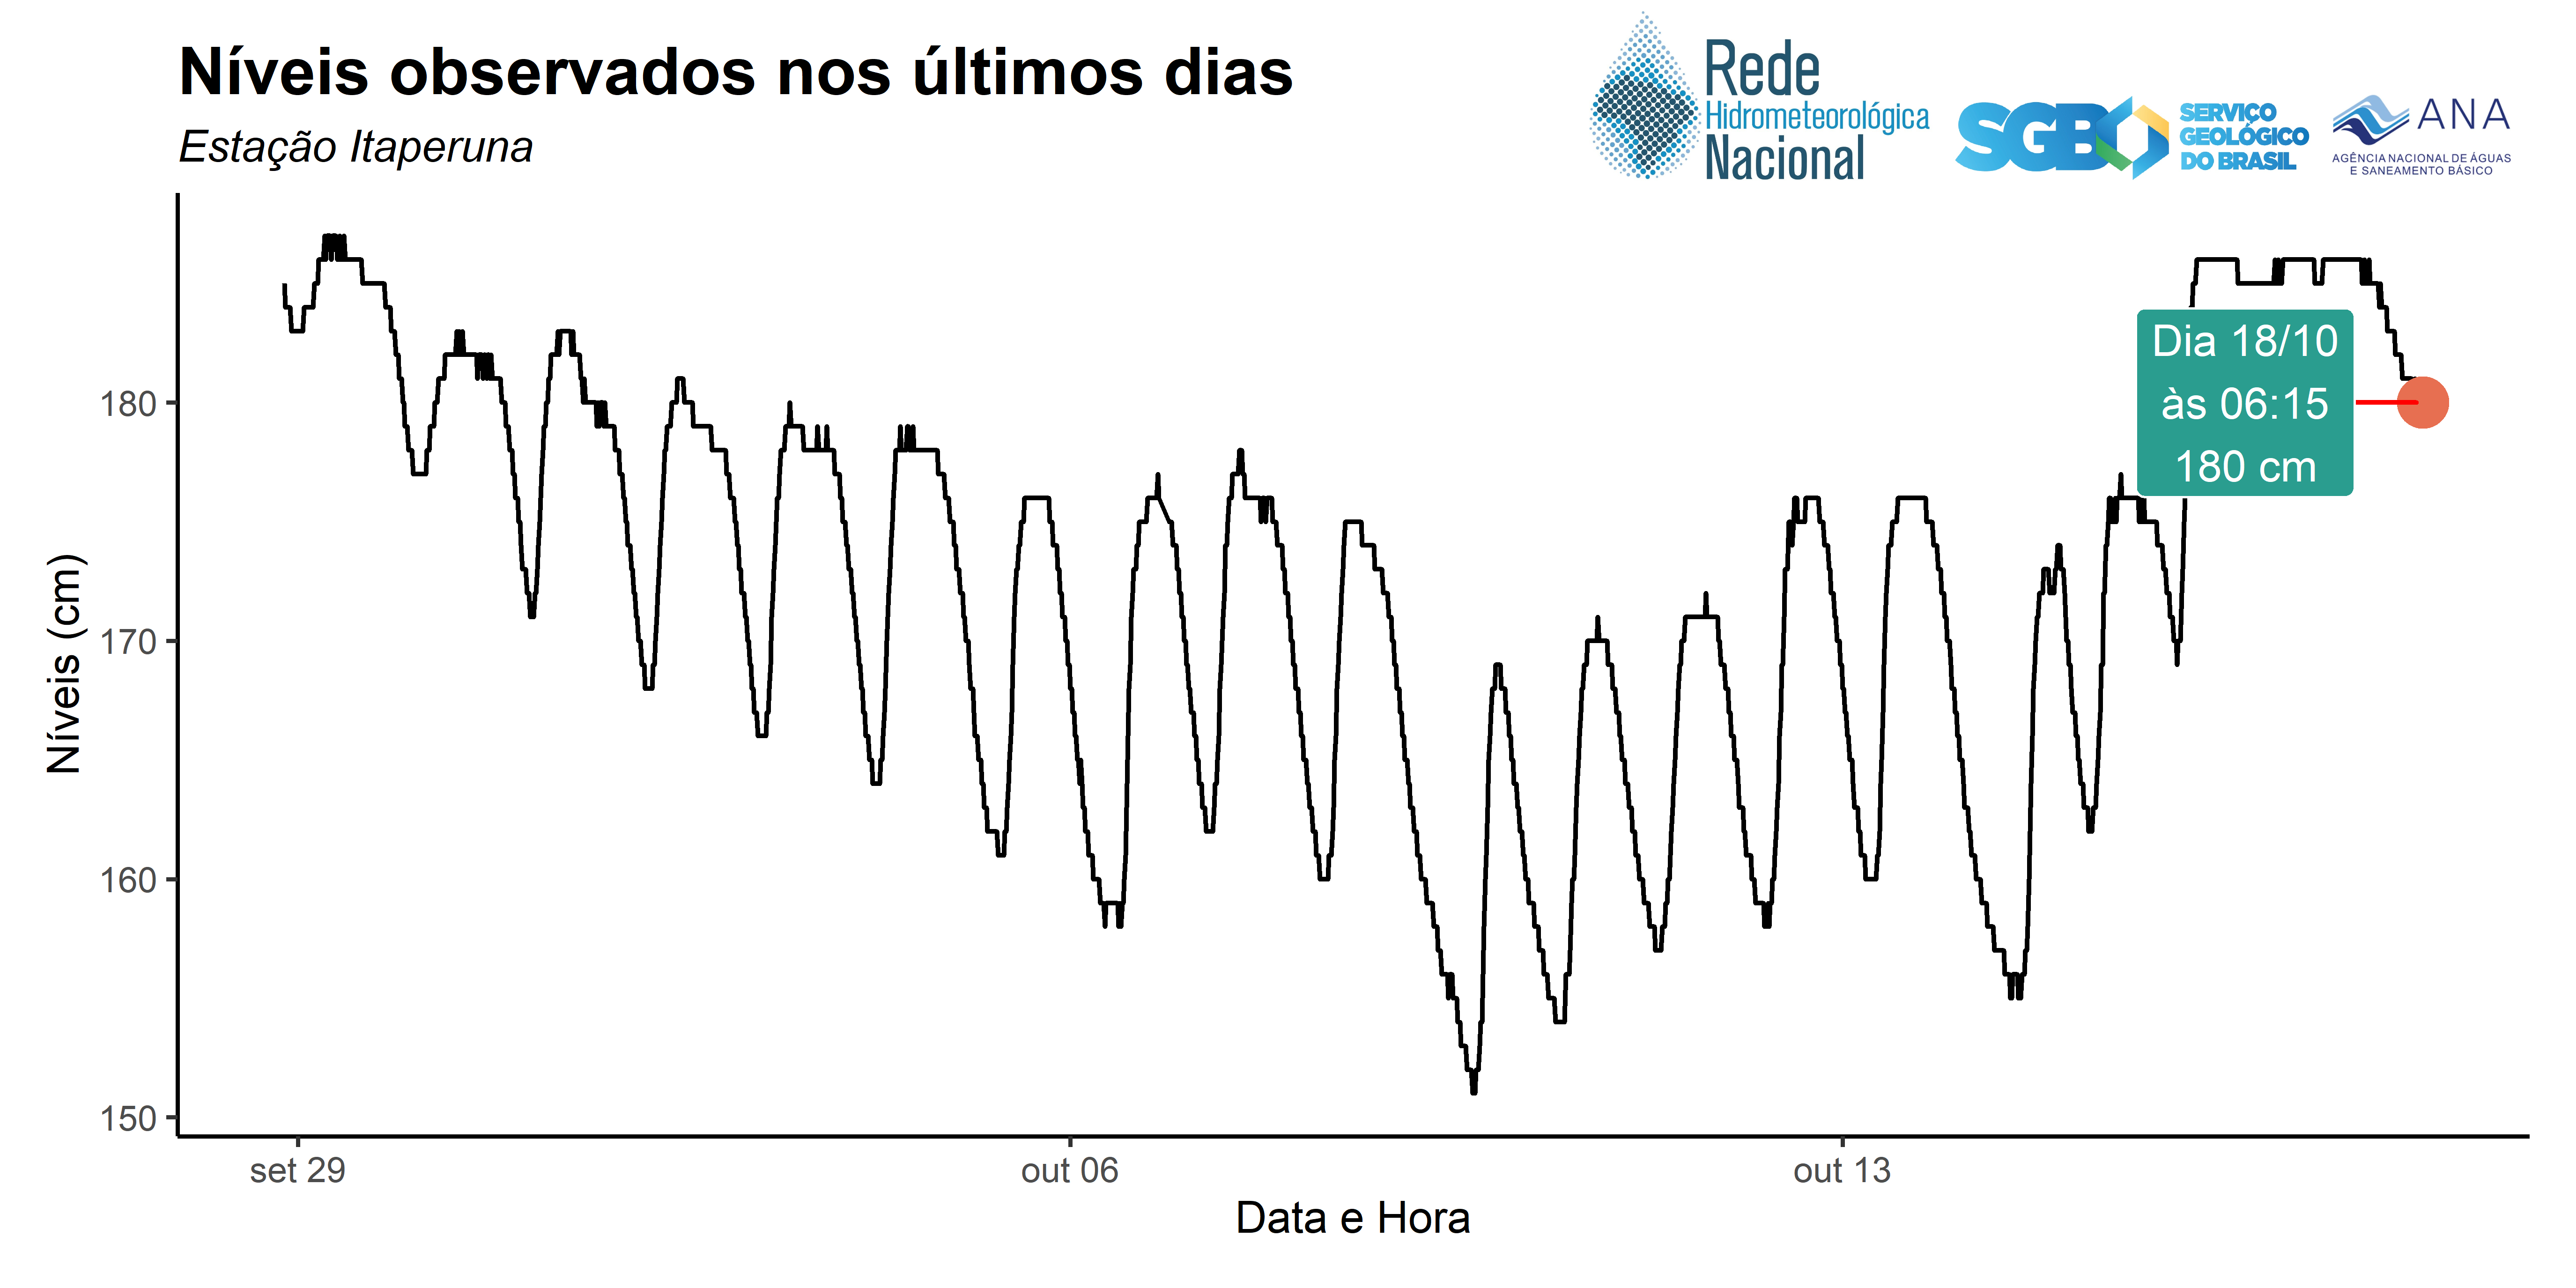 Níveis observados nos últimos dias
Estação Itaperuna
Rede
Hidrometeorológica
Nacional
SGB
SERVIÇO
GEOLÓGICO
DO BRASIL
ANA
AGÊNCIA NACIONAL DE ÁGUAS
E SANEAMENTO BÁSICO
Níveis (cm)
180
170
160
150
Dia 18/10
às 06:15
180 cm
set 29
out 06
out 13
Data e Hora